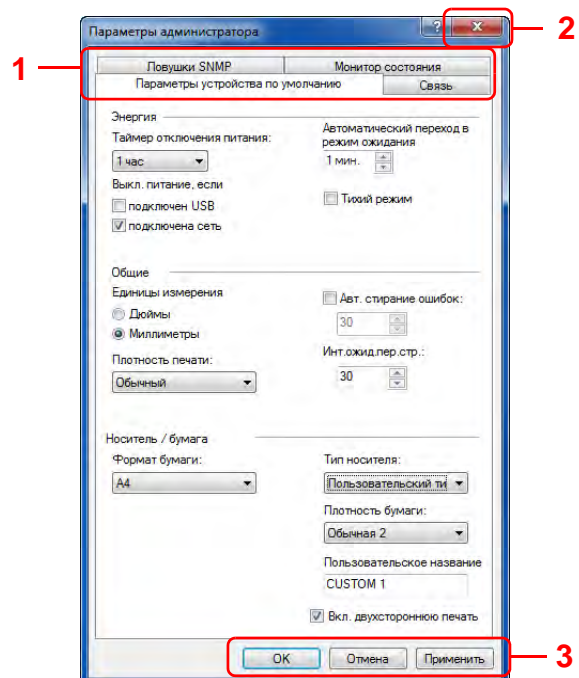 Параметры администратора
? X
2
1
Ловушки SNMP
Монитор состояния
Параметры устройства по умолчанию
Связь
Энергия
Таймер отключения питания:
1 час
Выкл. питание, если
подключен USB
подключена сеть
Автоматический переход в
режим ожидания
1 мин.
Тихий режим
Общие
Единицы измерения
Дюймы
Миллиметры
Плотность печати:
Обычный
Авт. стирание ошибок:
30
Инт.ожид.пер.стр.:
30
Носитель / бумага
Формат бумаги:
A4
Тип носителя:
Пользовательский ти
Плотность бумаги:
Обычная 2
Пользовательское название
CUSTOM 1
Вкл. двухстороннюю печать
OK
Отмена
Применить
3